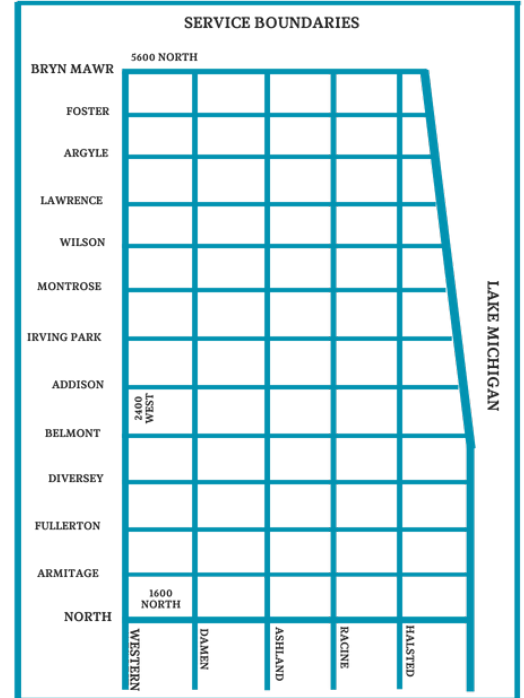 SERVICE BOUNDARIES
5600 NORTH
BRYN MAWR
FOSTER
ARGYLE
LAWRENCE
WILSON
MONTROSE
IRVING PARK
ADDISON
2400
WEST
BELMONT
DIVERSEY
FULLERTON
ARMITAGE
1600
NORTH
NORTH
WESTERN
DAMEN
ASHLAND
RACINE
HALSTED
LAKE MICHIGAN